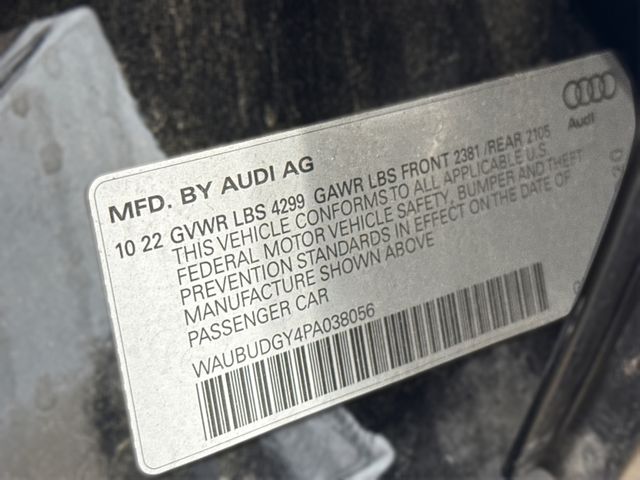 Audi
MFD. BY AUDI AG
10 22 GVWR LBS 4299 GAWR LBS FRONT 2381 /REAR 2105
THIS VEHICLE CONFORMS TO ALL APPLICABLE U.S.
FEDERAL MOTOR VEHICLE SAFETY, BUMPER AND THEFT
PREVENTION STANDARDS IN EFFECT ON THE DATE OF
MANUFACTURE SHOWN ABOVE
PASSENGER CAR
WAUBUDGY4PA038056